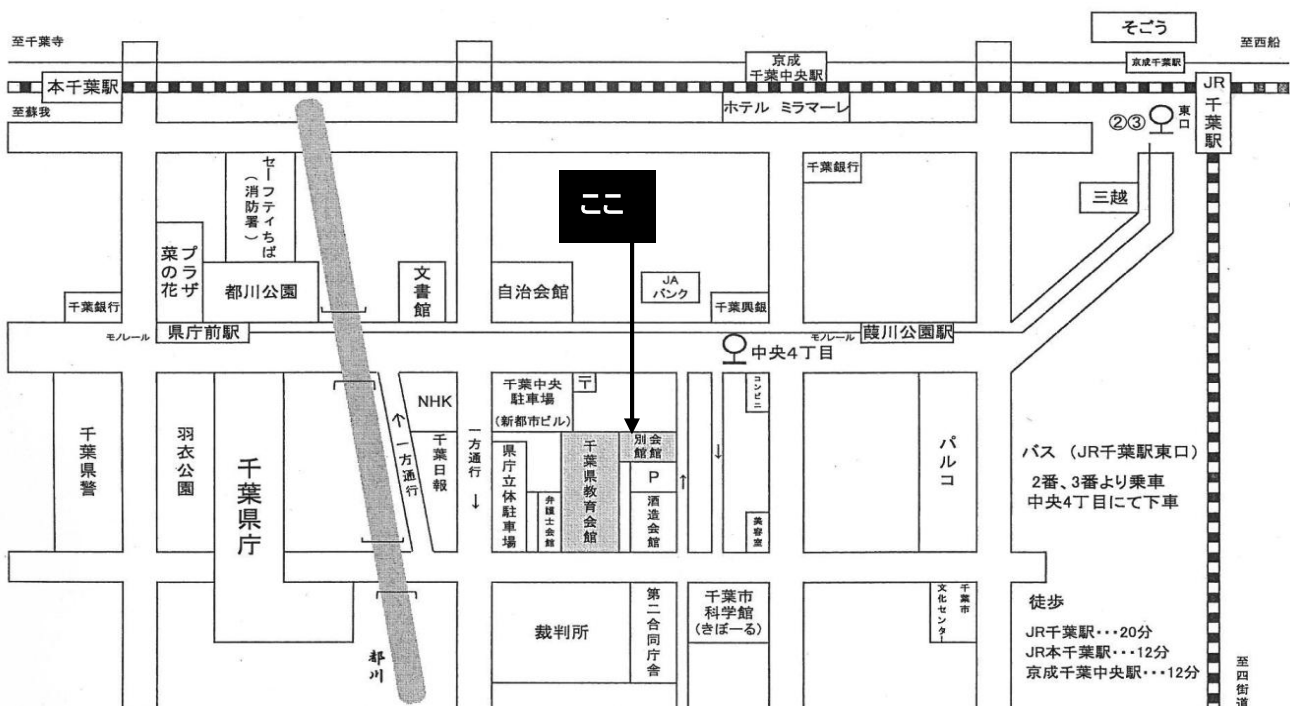 そごう
至千葉寺
至西船
京成
千葉中央駅
京成千葉駅
本千葉駅
JR
千葉駅
至蘇我
ホテル ミラマーレ
②③
東口
セーフティちば
(消防署)
千葉銀行
ここ
三越
プラザ
菜の花
都川公園
文書館
自治会館
JA
バンク
千葉銀行
千葉興銀
モノレール
県庁前駅
モノレール
葭川公園駅
中央4丁目
千葉県警
羽衣公園
千葉県庁
↑一方通行
NHK
千葉日報
一方通行↓
千葉中央
駐車場
(新都市ビル)
〒
県庁立体駐車場
弁護士会館
千葉県教育会館
会館
別館
P
酒造会館
↑
↓
コンビニ
美容室
パルコ
バス (JR千葉駅東口)
2番、3番より乗車
中央4丁目にて下車
都川
裁判所
第二合同庁舎
千葉市
科学館
(きぼーる)
千葉市
文化センター
徒歩
JR千葉駅・・・20分
JR本千葉駅・・・12分
京成千葉中央駅・・・12分
至四街道